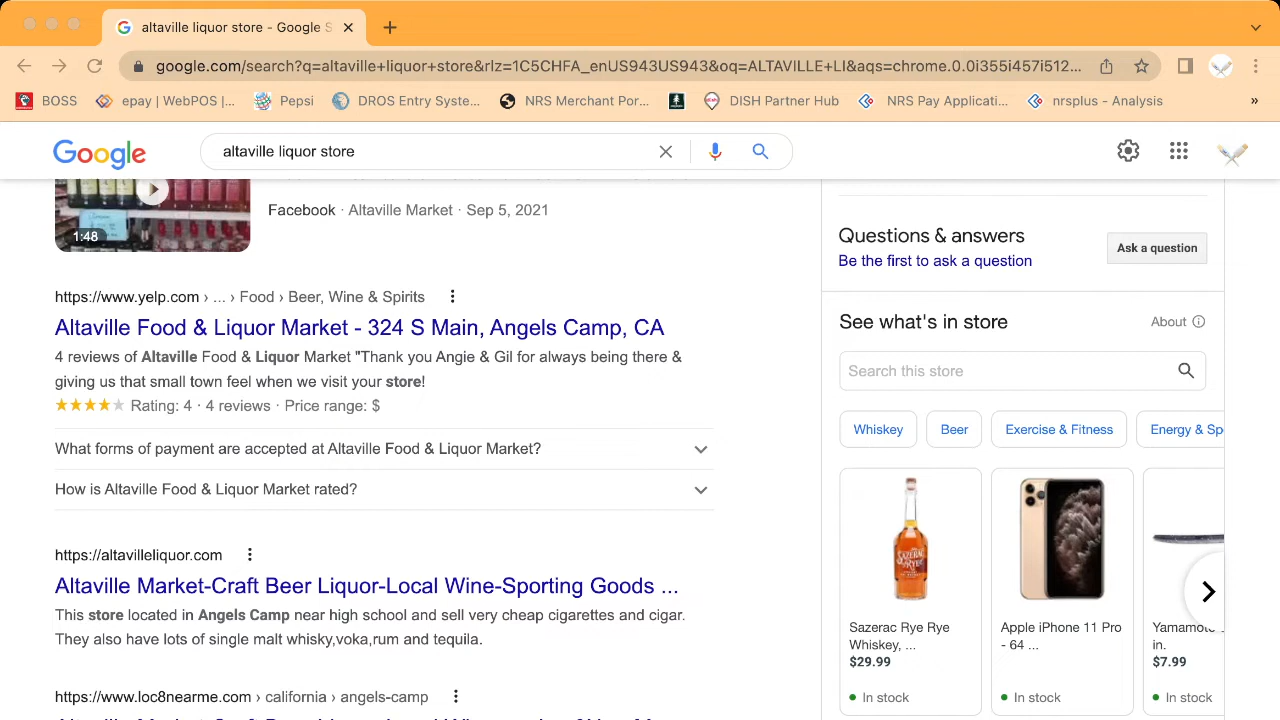 altaville liquor store - Google S
google.com/search?q=altaville+liquor+store&rlz=1C5CHFA_enUS943US943&oq=ALTAVILLE+LI&aqs=chrome.0.0i355i457i512...
BOSS
epay | WebPOS |...
Pepsi
DROS Entry Syste...
NRS Merchant Por...
DISH Partner Hub
NRS Pay Applicati...
nrsplus - Analysis
»
Google
altaville liquor store
1:48
Facebook · Altaville Market · Sep 5, 2021
https://www.yelp.com › ... › Food › Beer, Wine & Spirits
Altaville Food & Liquor Market - 324 S Main, Angels Camp, CA
4 reviews of Altaville Food & Liquor Market "Thank you Angie & Gil for always being there &
giving us that small town feel when we visit your store!
Rating: 4 · 4 reviews · Price range: $
What forms of payment are accepted at Altaville Food & Liquor Market?
How is Altaville Food & Liquor Market rated?
https://altavilleliquor.com
Altaville Market-Craft Beer Liquor-Local Wine-Sporting Goods ...
This store located in Angels Camp near high school and sell very cheap cigarettes and cigar.
They also have lots of single malt whisky,voka,rum and tequila.
https://www.loc8nearme.com › california › angels-camp
Questions & answers
Ask a question
Be the first to ask a question
See what's in store
About
Search this store
Whiskey
Beer
Exercise & Fitness
Energy & Sp
SAZERAC
RYE
Sazerac Rye Rye
Whiskey, ...
$29.99
In stock
Apple iPhone 11 Pro
- 64 ...
In stock
Yamamoto
in.
$7.99
In stock